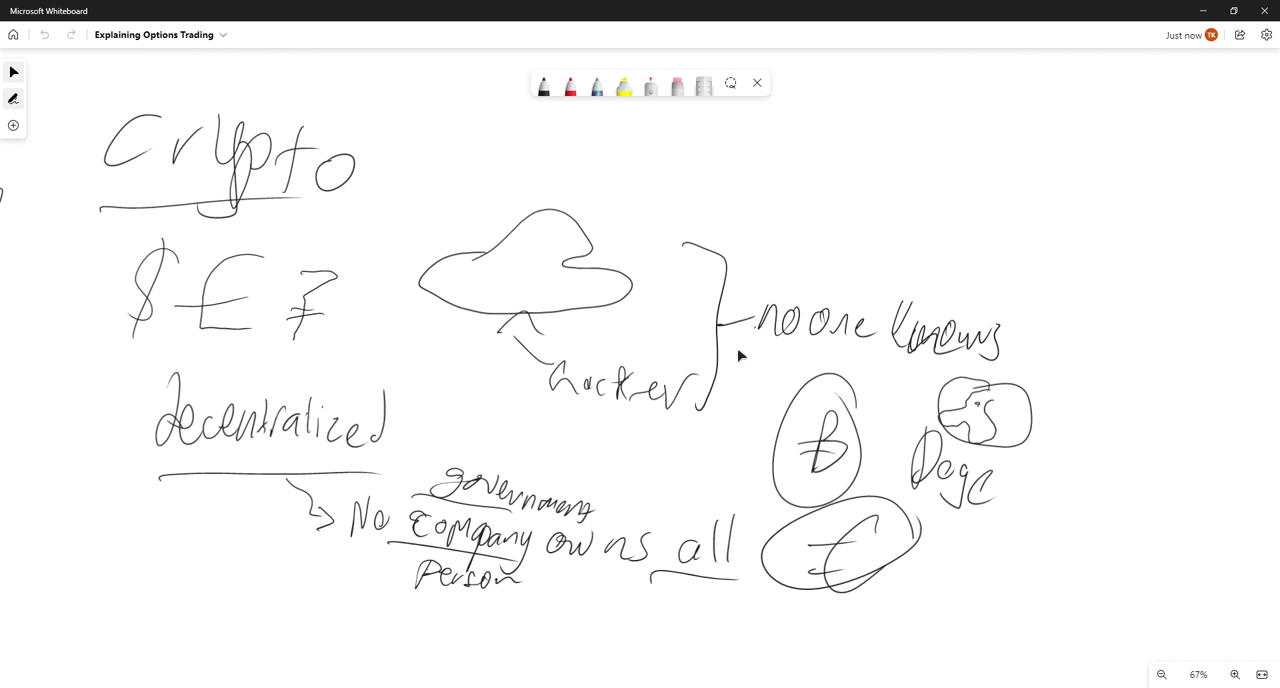 Microsoft Whiteboard
Explaining Options Trading
Just now TK
Crypto
$ €
no one knows
hacker
decentralized
Doge
government
No company owns all
person
67%